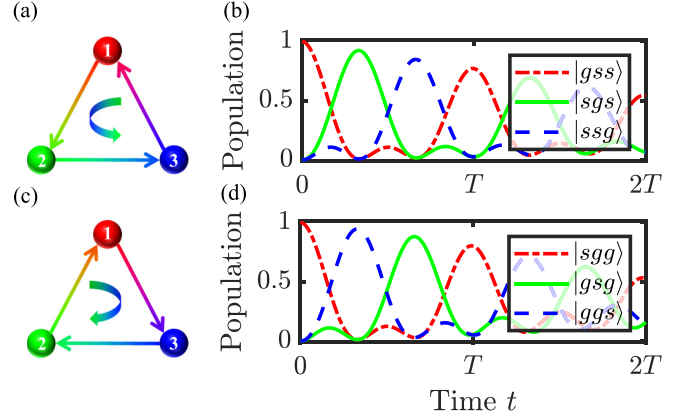 (a)
1
2
3
(b)
Population
1
0.5
0
|gss⟩
|sgs⟩
|ssg⟩
0
T
2T
(c)
1
2
3
(d)
Population
1
0.5
0
|sgg⟩
|gsg⟩
|ggs⟩
0
T
2T
Time t